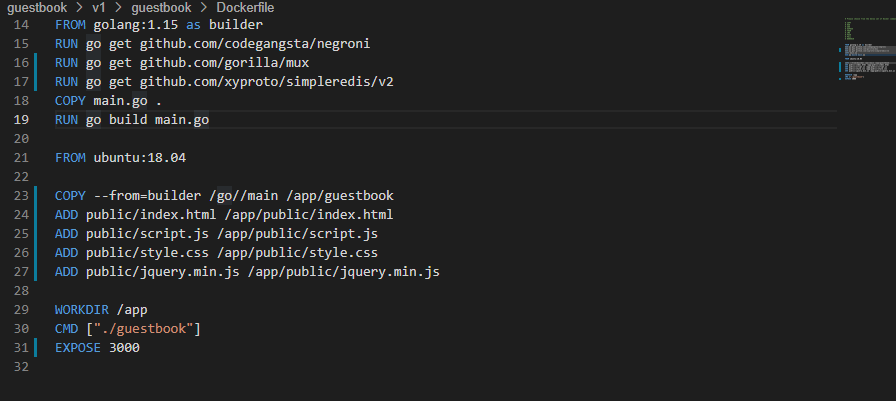 guestbook > v1 > guestbook > Dockerfile
14 FROM golang:1.15 as builder
15 RUN go get github.com/codegangsta/negroni
16 RUN go get github.com/gorilla/mux
17 RUN go get github.com/xyproto/simpleredis/v2
18 COPY main.go .
19 RUN go build main.go
20
21 FROM ubuntu:18.04
22
23 COPY --from=builder /go//main /app/guestbook
24 ADD public/index.html /app/public/index.html
25 ADD public/script.js /app/public/script.js
26 ADD public/style.css /app/public/style.css
27 ADD public/jquery.min.js /app/public/jquery.min.js
28
29 WORKDIR /app
30 CMD ["./guestbook"]
31 EXPOSE 3000
32